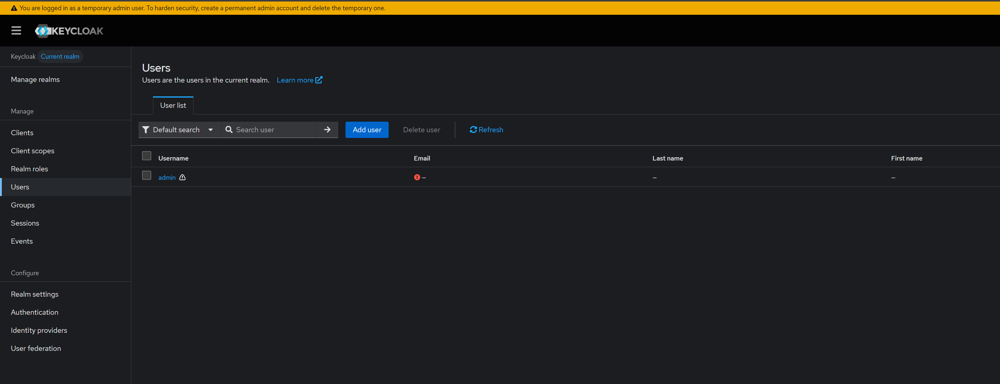 You are logged in as a temporary admin user. To harden security, create a permanent admin account and delete the temporary one.
KEYCLOAK
Keycloak Current realm
Manage realms
Manage
Clients
Client scopes
Realm roles
Users
Groups
Sessions
Events
Configure
Realm settings
Authentication
Identity providers
User federation
Users
Users are the users in the current realm. Learn more
User list
Default search Search user Add user Delete user Refresh
Username Email Last name First name
admin – – –